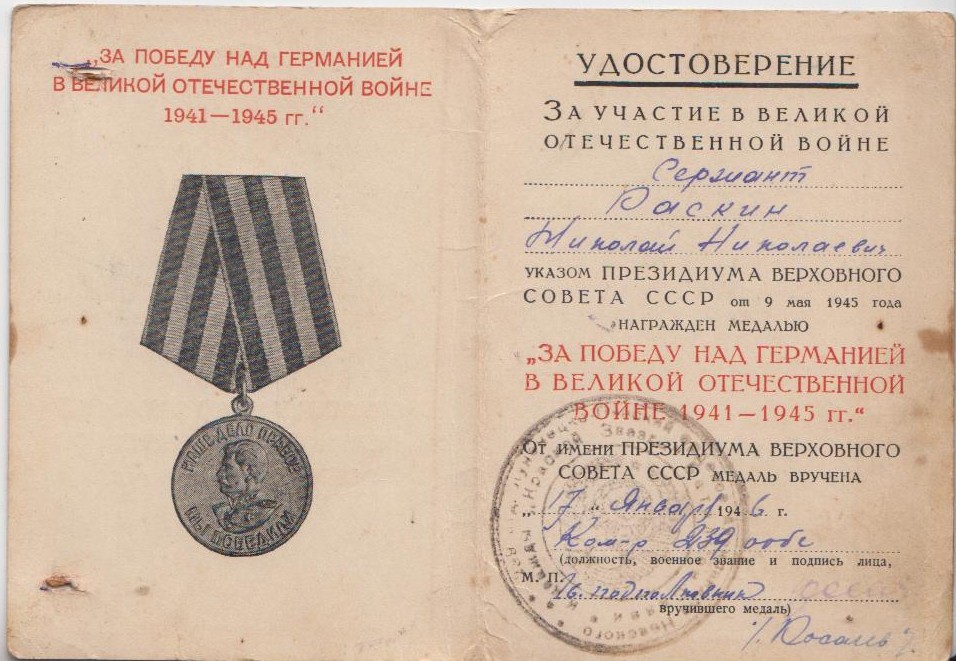 „ЗА ПОБЕДУ НАД ГЕРМАНИЕЙ
В ВЕЛИКОЙ ОТЕЧЕСТВЕННОЙ ВОЙНЕ
1941—1945 гг.“
НАШЕ ДЕЛО ПРАВОЕ
МЫ ПОБЕДИЛИ
УДОСТОВЕРЕНИЕ
ЗА УЧАСТИЕ В ВЕЛИКОЙ
ОТЕЧЕСТВЕННОЙ ВОЙНЕ
Сержант
Раскин
Николай Николаевич
УКАЗОМ ПРЕЗИДИУМА ВЕРХОВНОГО
СОВЕТА СССР от 9 мая 1945 года
НАГРАЖДЕН МЕДАЛЬЮ
„ЗА ПОБЕДУ НАД ГЕРМАНИЕЙ
В ВЕЛИКОЙ ОТЕЧЕСТВЕННОЙ
ВОЙНЕ 1941—1945 гг.“
ОТ ИМЕНИ ПРЕЗИДИУМА ВЕРХОВНОГО
СОВЕТА СССР МЕДАЛЬ ВРУЧЕНА
„17“ Января 1946 г.
Ком-р 239 ообс
(должность, военное звание и подпись лица,
М. П.
вручившего медаль)